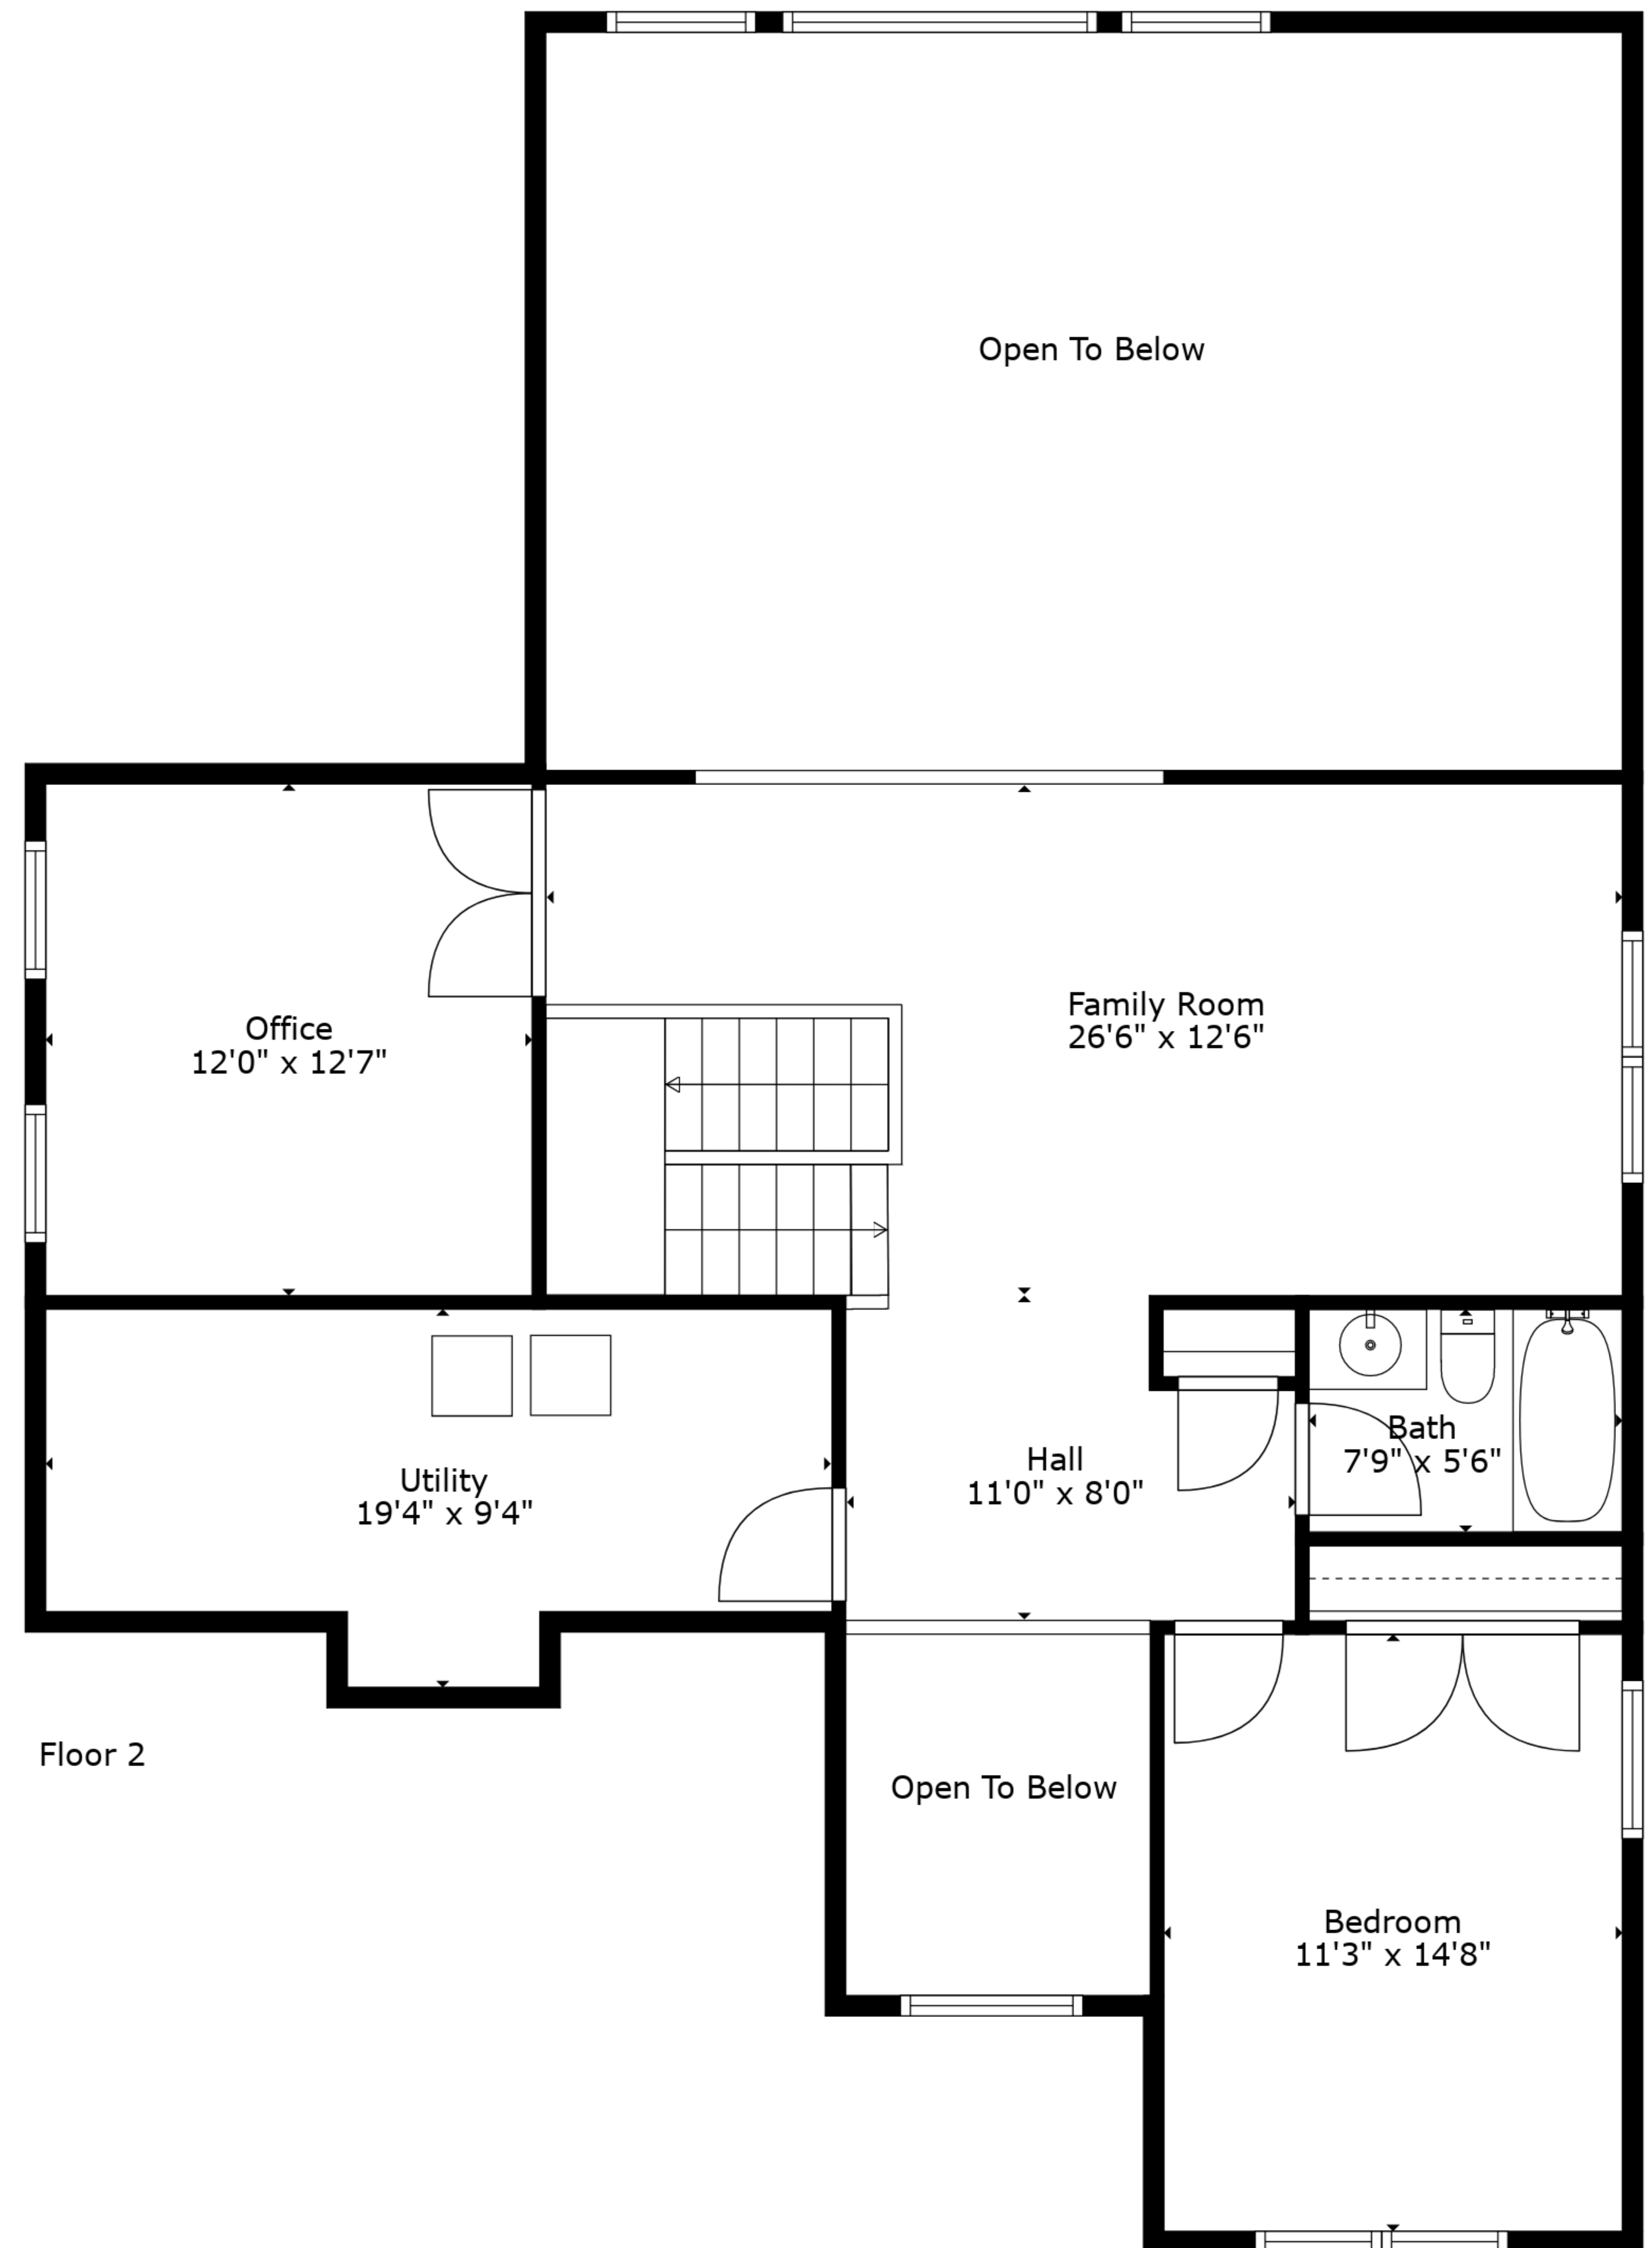 Open To Below
Family Room
26'6" x 12'6"
Office
12'0" x 12'7"
Bath
7'9" x 5'6"
Hall
11'0" x 8'0"
Utility
19'4" x 9'4"
Floor 2
Open To Below
Bedroom
11'3" x 14'8"